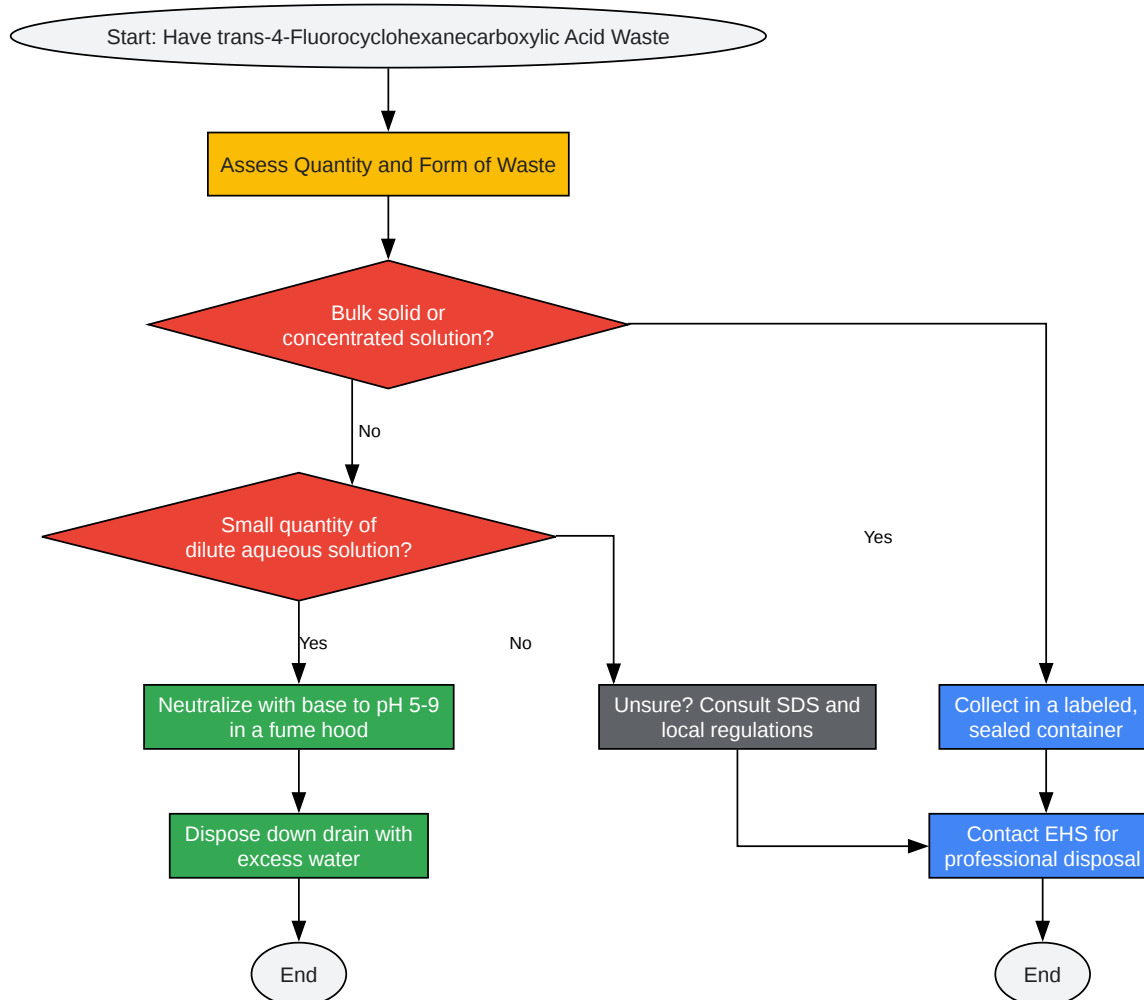 Start: Have trans-4-Fluorocyclohexanecarboxylic Acid Waste
Assess Quantity and Form of Waste
Bulk solid or
concentrated solution?
No
Small quantity of
dilute aqueous solution?
Yes
Yes
No
Neutralize with base to pH 5-9
in a fume hood
Unsure? Consult SDS and
local regulations
Collect in a labeled,
sealed container
Dispose down drain with
excess water
Contact EHS for
professional disposal
End
End